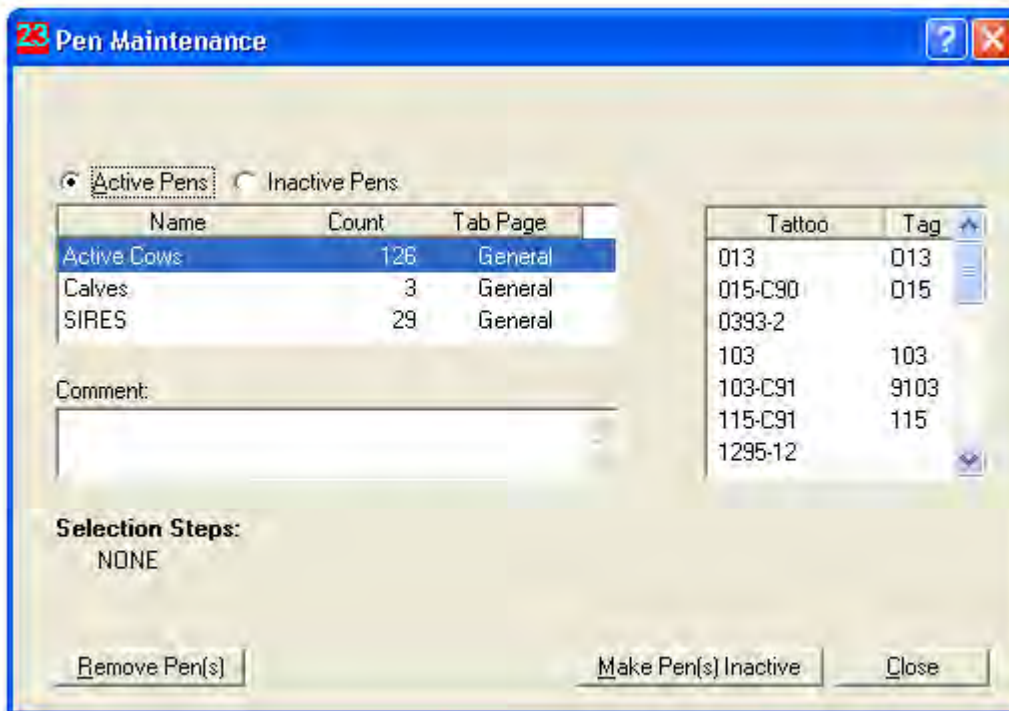 23 Pen Maintenance
?
Active Pens Inactive Pens
Name Count Tab Page
Active Cows 126 General
Calves 3 General
SIRES 29 General
Comment:
Tattoo Tag
013 013
015-C90 015
0393-2
103 103
103-C91 9103
115-C91 115
1295-12
Selection Steps:
NONE
Remove Pen(s) Make Pen(s) Inactive Close